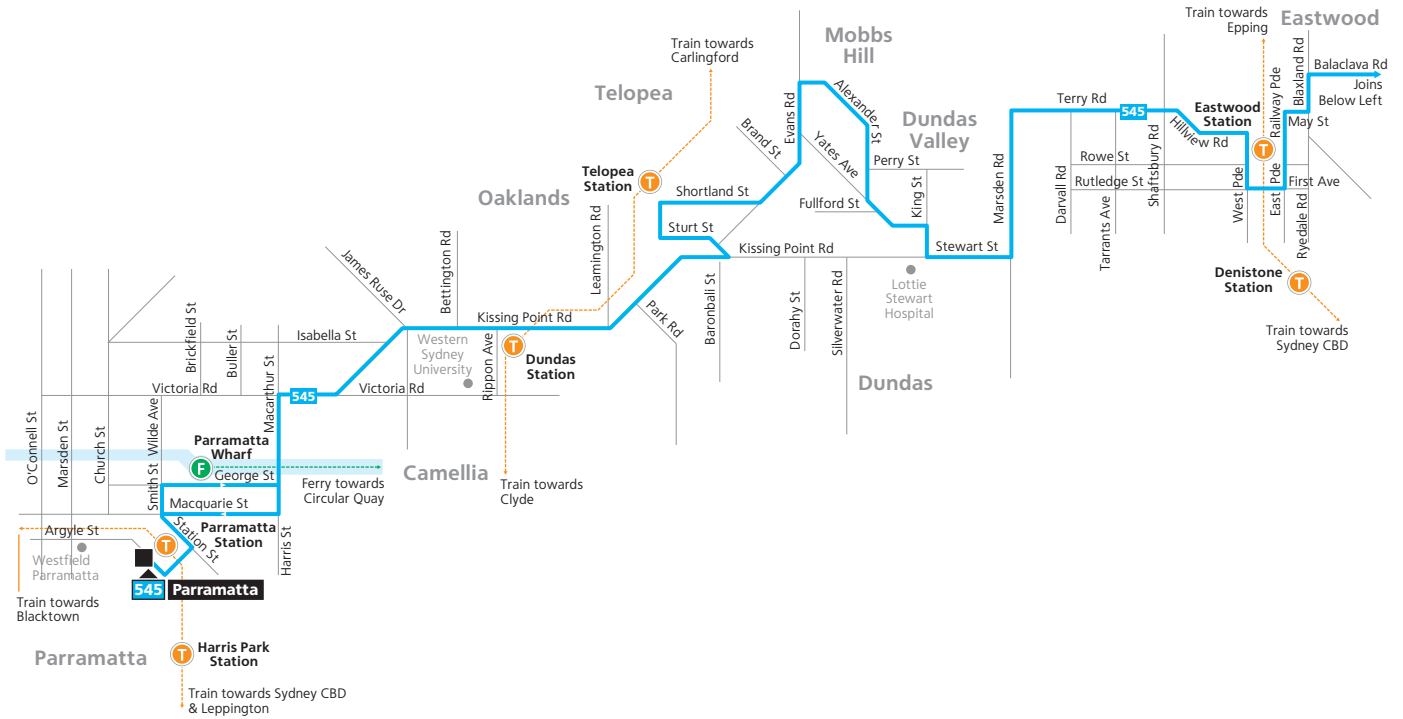 Train towards
Epping
Eastwood
Mobbs
Hill
Train towards
Carlingford
Telopea
Blaxland Rd
Railway Pde
Balaclava Rd
Joins
Below Left
Evans Rd
Alexander St
Dundas
Valley
Terry Rd
545
Hillview Rd
Eastwood
Station
T
May St
Brand St
Yates Ave
Perry St
Rowe St
Rutledge St
Shaftsbury Rd
First Ave
Telopea
Station
T
Oaklands
Shortland St
Fullford St
King St
Marsden Rd
Darvall Rd
Tarrants Ave
West Pde
East Pde
Ryedale Rd
Sturt St
Kissing Point Rd
Stewart St
Leamington Rd
Bettington Rd
James Ruse Dr
Lottie
Stewart
Hospital
Denistone
Station
T
Train towards
Sydney CBD
Baronbali St
Dorahy St
Silverwater Rd
Park Rd
Kissing Point Rd
Brickfield St
Buller St
Macarthur St
Isabella St
Western
Sydney
University
Rippon Ave
T
Dundas
Station
Dundas
Victoria Rd
545
Victoria Rd
O'Connell St
Marsden St
Church St
Wilde Ave
Smith St
Parramatta
Wharf
F
George St
Ferry towards
Circular Quay
Camellia
Train towards
Clyde
Macquarie St
Station St
Parramatta
Station
T
Harris St
Argyle St
Westfield
Parramatta
545
Parramatta
Train towards
Blacktown
Parramatta
T
Harris Park
Station
Train towards Sydney CBD
& Leppington